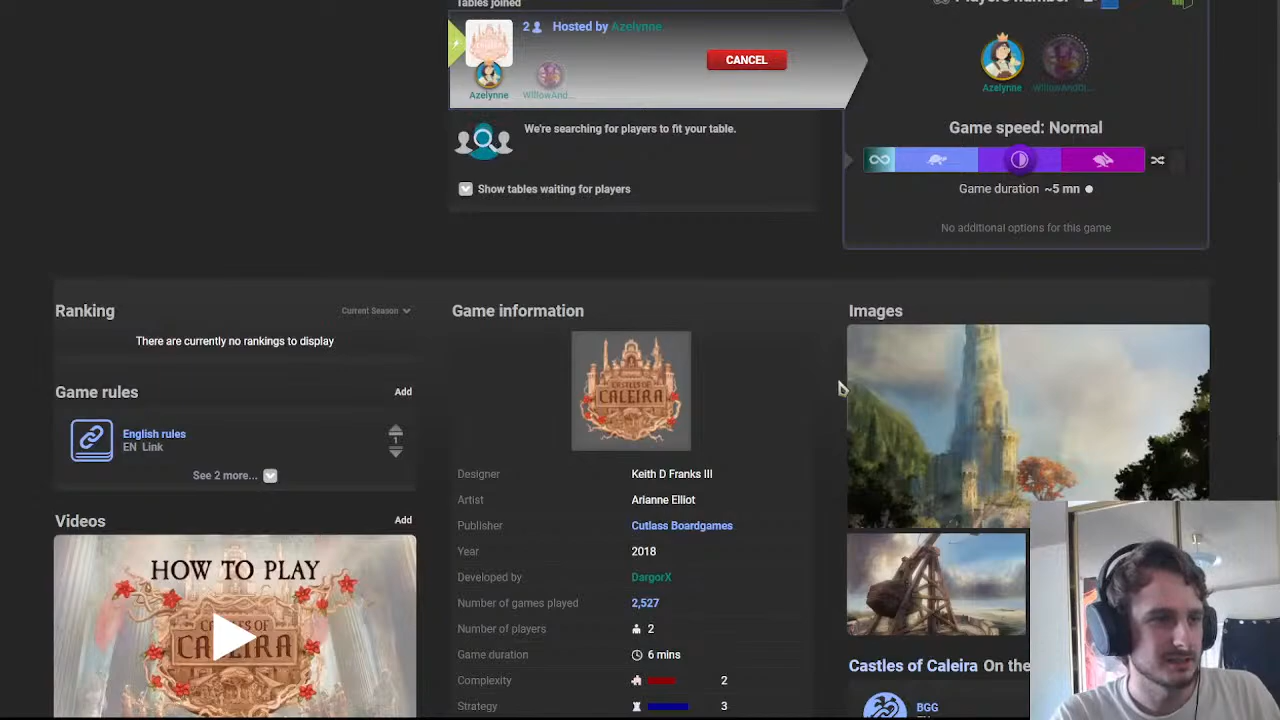 Tables joined
Players number
2 Hosted by Azelynne
CANCEL
Azelynne
WillowAnd...
Azelynne
WillowAndBl...
We're searching for players to fit your table.
Show tables waiting for players
Game speed: Normal
Game duration ~5 mn
No additional options for this game
Ranking
Current Season
There are currently no rankings to display
Game rules
Add
English rules
EN Link
1
See 2 more...
Videos
Add
HOW TO PLAY
CASTLES OF
CALEIRA
Game information
CASTLES OF
CALEIRA
Designer Keith D Franks III
Artist Arianne Elliot
Publisher Cutlass Boardgames
Year 2018
Developed by DargorX
Number of games played 2,527
Number of players 2
Game duration 6 mins
Complexity 2
Strategy 3
Images
Castles of Caleira On the
BGG